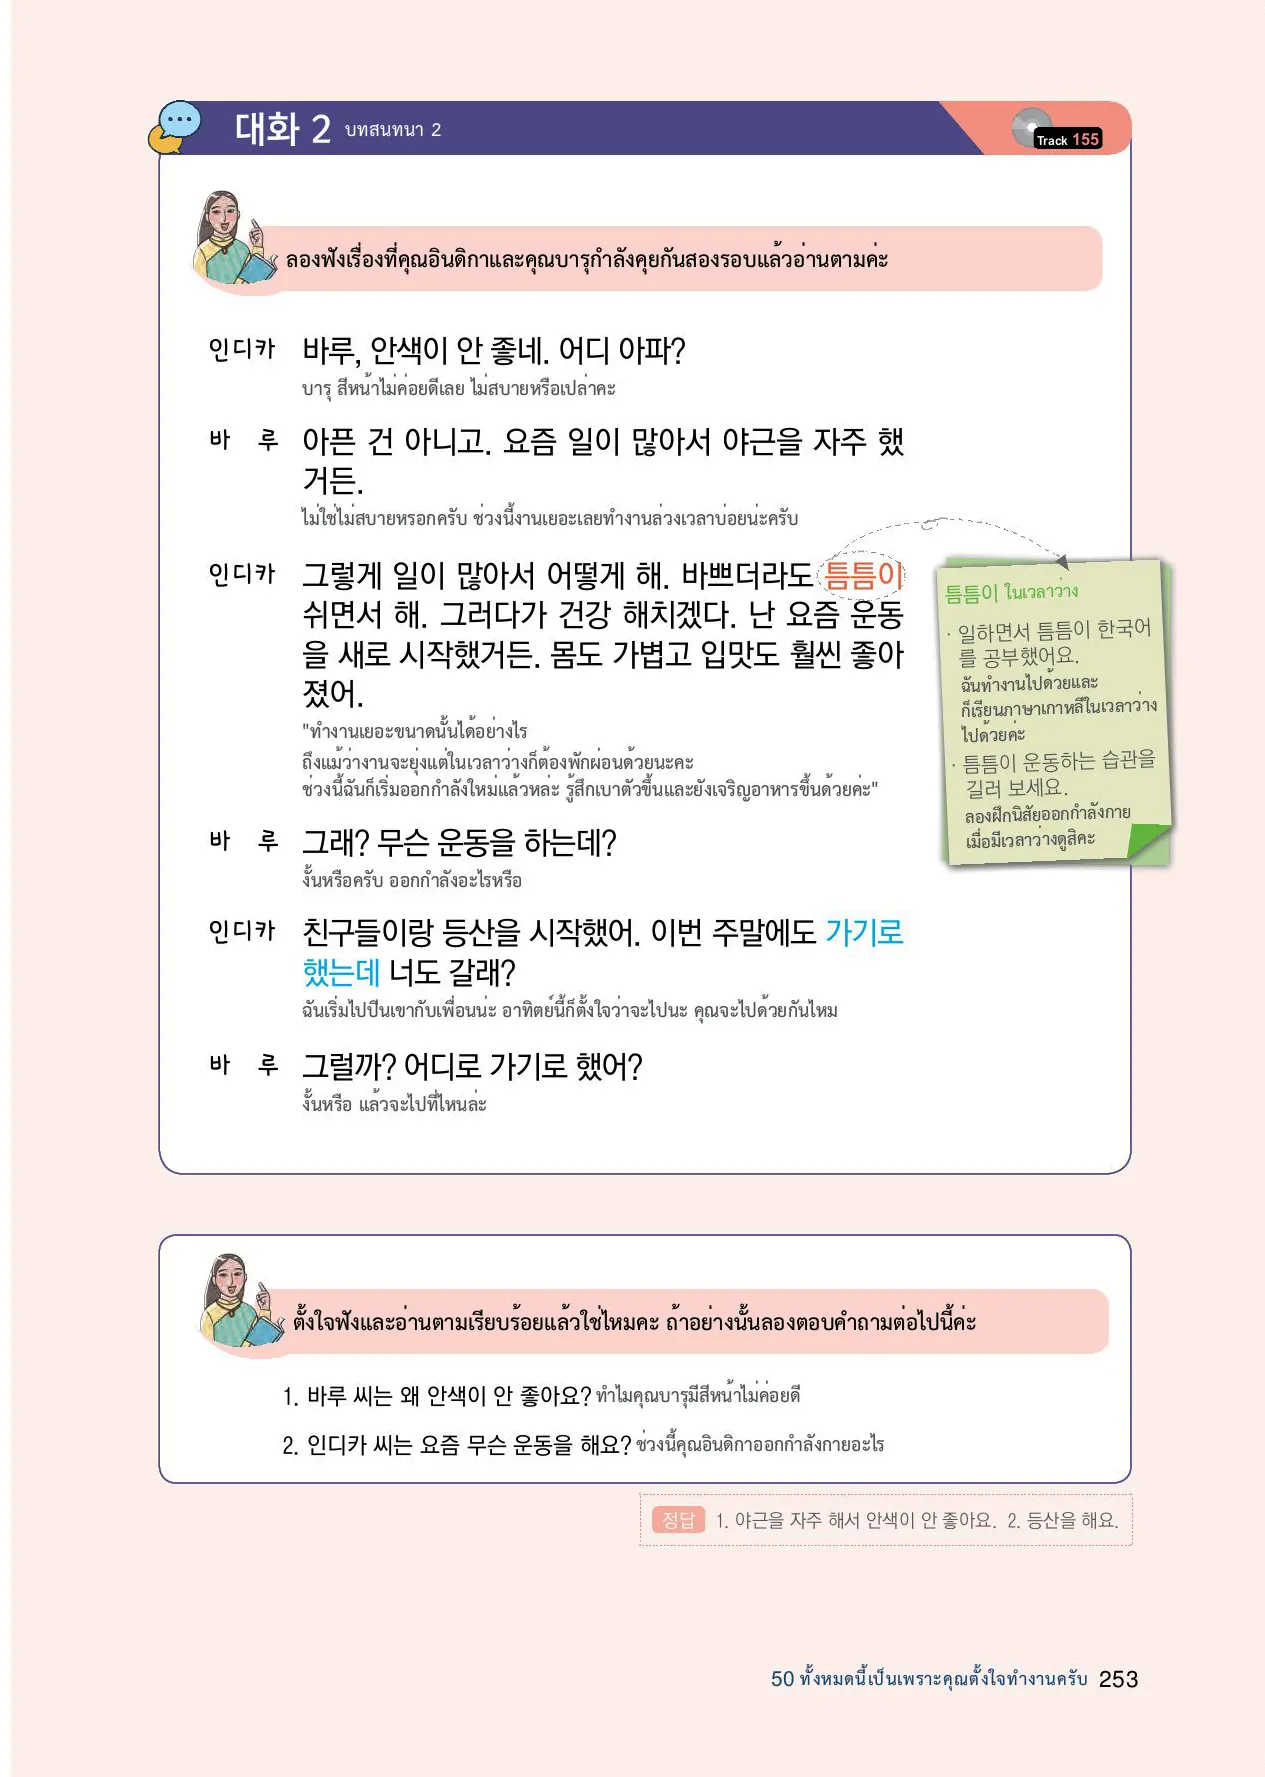 대화 2 บทสนทนา 2
Track 155
ลองฟังเรื่องที่คุณอินดิกาและคุณบารุกำลังคุยกันสองรอบแล้วอ่านตามค่ะ
인디카 바루, 안색이 안 좋네. 어디 아파?
บารุ สีหน้าไม่ค่อยดีเลย ไม่สบายหรือเปล่าคะ
바 루 아픈 건 아니고. 요즘 일이 많아서 야근을 자주 했
거든.
ไม่ใช่ไม่สบายหรอกครับ ช่วงนี้งานเยอะเลยทำงานล่วงเวลาบ่อยน่ะครับ
인디카 그렇게 일이 많아서 어떻게 해. 바쁘더라도 틈틈이
쉬면서 해. 그러다가 건강 해치겠다. 난 요즘 운동
을 새로 시작했거든. 몸도 가볍고 입맛도 훨씬 좋아
졌어.
"ทำงานเยอะขนาดนั้นได้อย่างไร
ถึงแม้ว่างานจะยุ่งแต่ในเวลาว่างก็ต้องพักผ่อนด้วยนะคะ
ช่วงนี้ฉันก็เริ่มออกกำลังใหม่แล้วหล่ะ รู้สึกเบาตัวขึ้นและยังเจริญอาหารขึ้นด้วยค่ะ"
틈틈이 ในเวลาว่าง
· 일하면서 틈틈이 한국어
를 공부했어요.
ฉันทำงานไปด้วยและ
ก็เรียนภาษาเกาหลีในเวลาว่าง
ไปด้วยค่ะ
· 틈틈이 운동하는 습관을
길러 보세요.
ลองฝึกนิสัยออกกำลังกาย
เมื่อมีเวลาว่างดูสิคะ
바 루 그래? 무슨 운동을 하는데?
งั้นหรือครับ ออกกำลังอะไรหรือ
인디카 친구들이랑 등산을 시작했어. 이번 주말에도 가기로
했는데 너도 갈래?
ฉันเริ่มไปปีนเขากับเพื่อนน่ะ อาทิตย์นี้ก็ตั้งใจว่าจะไปนะ คุณจะไปด้วยกันไหม
바 루 그럴까? 어디로 가기로 했어?
งั้นหรือ แล้วจะไปที่ไหนล่ะ
ตั้งใจฟังและอ่านตามเรียบร้อยแล้วใช่ไหมคะ ถ้าอย่างนั้นลองตอบคำถามต่อไปนี้ค่ะ
1. 바루 씨는 왜 안색이 안 좋아요? ทำไมคุณบารุมีสีหน้าไม่ค่อยดี
2. 인디카 씨는 요즘 무슨 운동을 해요? ช่วงนี้คุณอินดิกาออกกำลังกายอะไร
정답 1. 야근을 자주 해서 안색이 안 좋아요. 2. 등산을 해요.
50 ทั้งหมดนี้เป็นเพราะคุณตั้งใจทำงานครับ 253